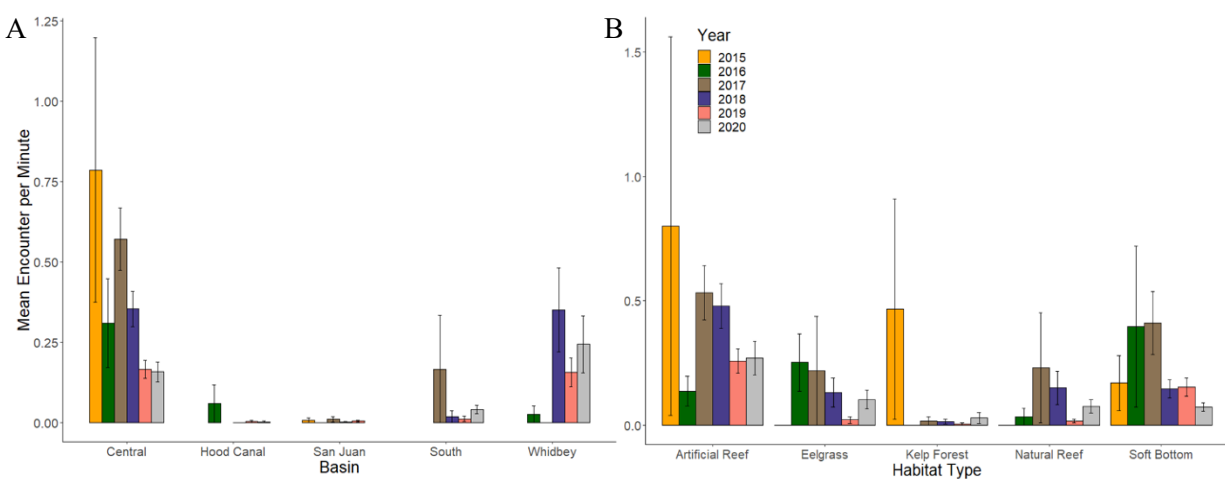 A
Mean Encounter per Minute
1.25
1.00
0.75
0.50
0.25
0.00
Central Hood Canal San Juan South Whidbey
Basin
B
Year
2015
2016
2017
2018
2019
2020
1.5
1.0
0.5
0.0
Artificial Reef Eelgrass Kelp Forest Natural Reef Soft Bottom
Habitat Type